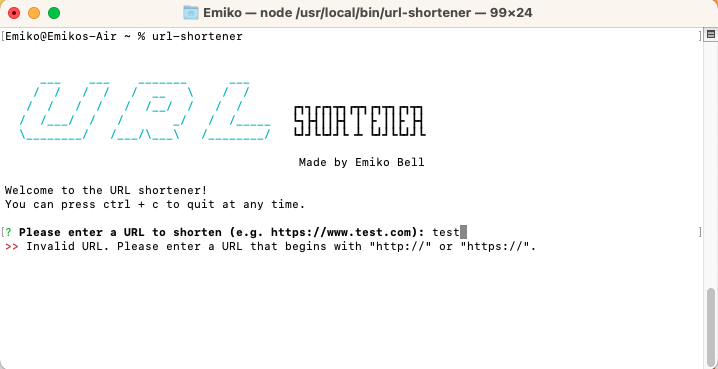 Emiko — node /usr/local/bin/url-shortener — 99×24
[Emiko@Emikos-Air ~ % url-shortener ]
URL SHORTENER
Made by Emiko Bell
Welcome to the URL shortener!
You can press ctrl + c to quit at any time.
[? Please enter a URL to shorten (e.g. https://www.test.com): test ]
>> Invalid URL. Please enter a URL that begins with "http://" or "https://".